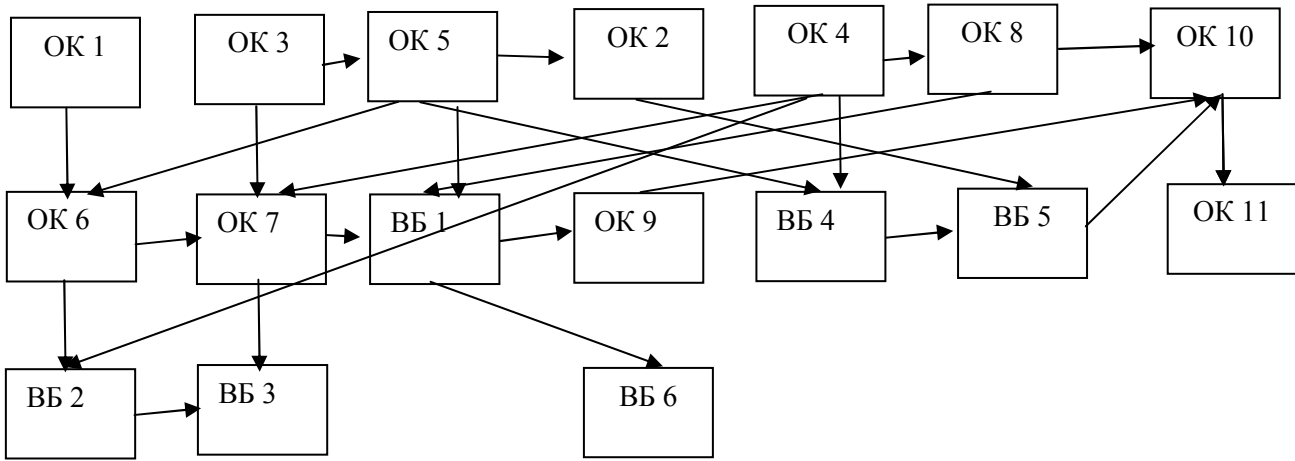 ОК 1
ОК 3
ОК 5
ОК 2
ОК 4
ОК 8
ОК 10
ОК 6
ОК 7
ВБ 1
ОК 9
ВБ 4
ВБ 5
ОК 11
ВБ 2
ВБ 3
ВБ 6